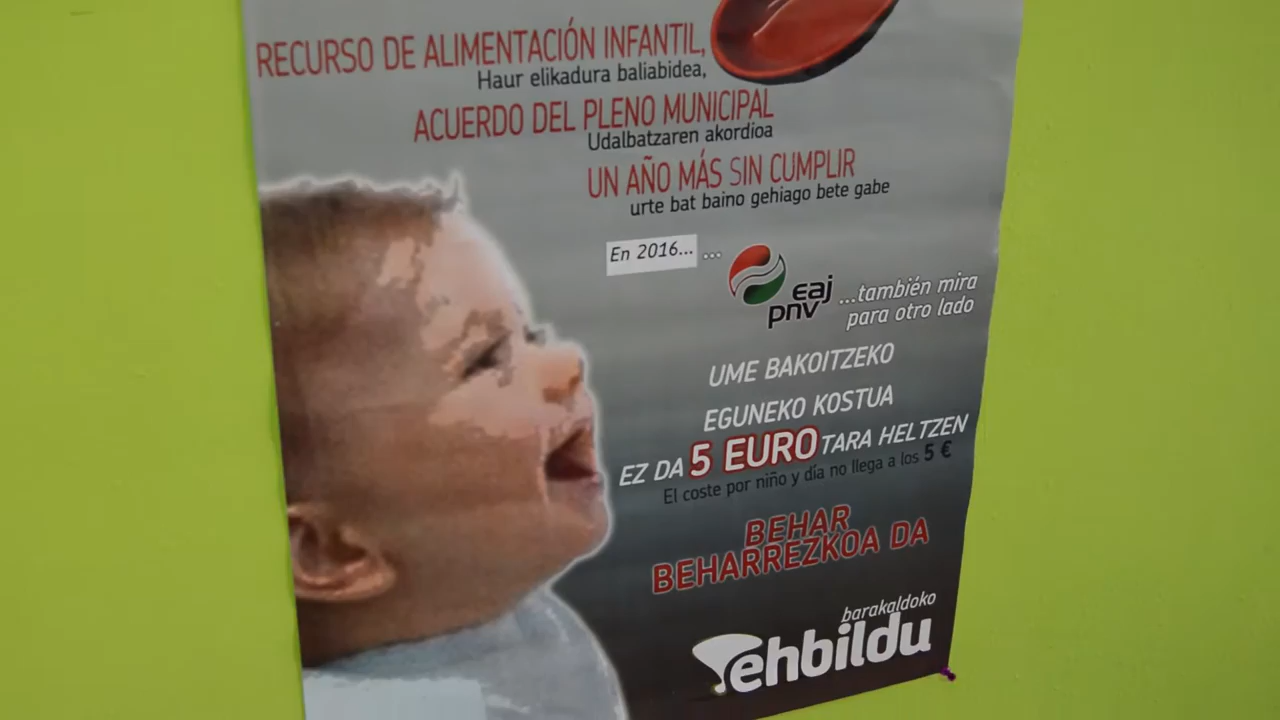 RECURSO DE ALIMENTACIÓN INFANTIL,
Haur elikadura baliabidea,
ACUERDO DEL PLENO MUNICIPAL
Udalbatzaren akordioa
UN AÑO MÁS SIN CUMPLIR
urte bat baino gehiago bete gabe
En 2016... ...
eaj
pnv
...también mira
para otro lado
UME BAKOITZEKO
EGUNEKO KOSTUA
EZ DA 5 EURO TARA HELTZEN
El coste por niño y día no llega a los 5 €
BEHAR
BEHARREZKOA DA
barakaldoko
ehbildu